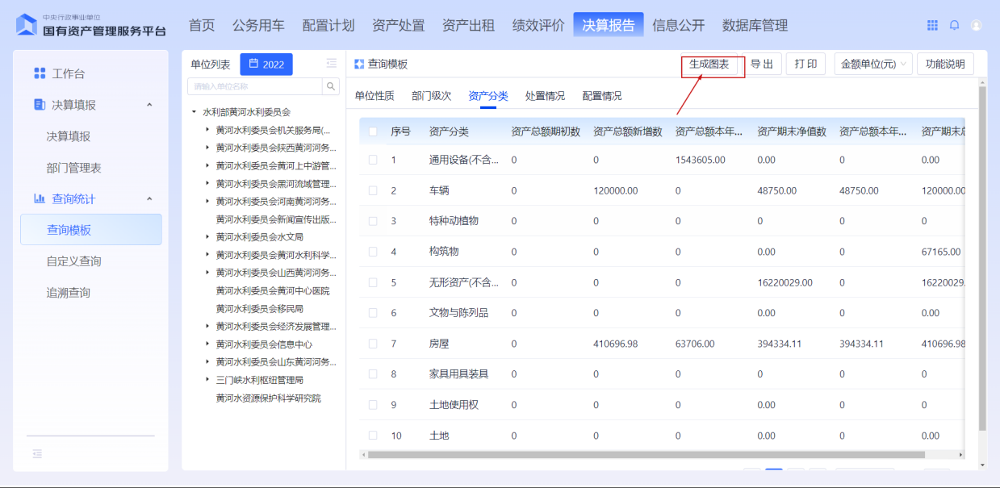 中央行政事业单位
国有资产管理服务平台
首页 公务用车 配置计划 资产处置 资产出租 绩效评价 决算报告 信息公开 数据库管理
工作台
决算填报
决算填报
部门管理表
查询统计
查询模板
自定义查询
追溯查询
单位列表 2022
请输入单位名称
水利部黄河水利委员会
黄河水利委员会机关服务局(...
黄河水利委员会陕西黄河河务...
黄河水利委员会黄河上中游管...
黄河水利委员会黑河流域管理...
黄河水利委员会河南黄河河务...
黄河水利委员会新闻宣传出版...
黄河水利委员会水文局
黄河水利委员会黄河水利科学...
黄河水利委员会山西黄河河务...
黄河水利委员会黄河中心医院
黄河水利委员会移民局
黄河水利委员会经济发展管理...
黄河水利委员会信息中心
黄河水利委员会山东黄河河务...
三门峡水利枢纽管理局
黄河水资源保护科学研究院
查询模板 生成图表 导出 打印 金额单位(元) 功能说明
单位性质 部门级次 资产分类 处置情况 配置情况
序号 资产分类 资产总额期初数 资产总额新增数 资产总额本年... 资产期末净值数 资产总额本年... 资产期末总
1 通用设备(不含... 0 0 1543605.00 0.00 0 0.00
2 车辆 0 120000.00 0 48750.00 48750.00 120000.00
3 特种动植物 0 0 0 0 0 0
4 构筑物 0 0 0 0.00 0 67165.00
5 无形资产(不含... 0 0 0 16220029.00 0 16220029.
6 文物与陈列品 0 0 0 0.00 0 0.00
7 房屋 0 410696.98 63706.00 394334.11 394334.11 410696.98
8 家具用具装具 0 0 0 0 0 0
9 土地使用权 0 0 0 0.00 0 0
10 土地 0 0 0 0.00 0 0.00